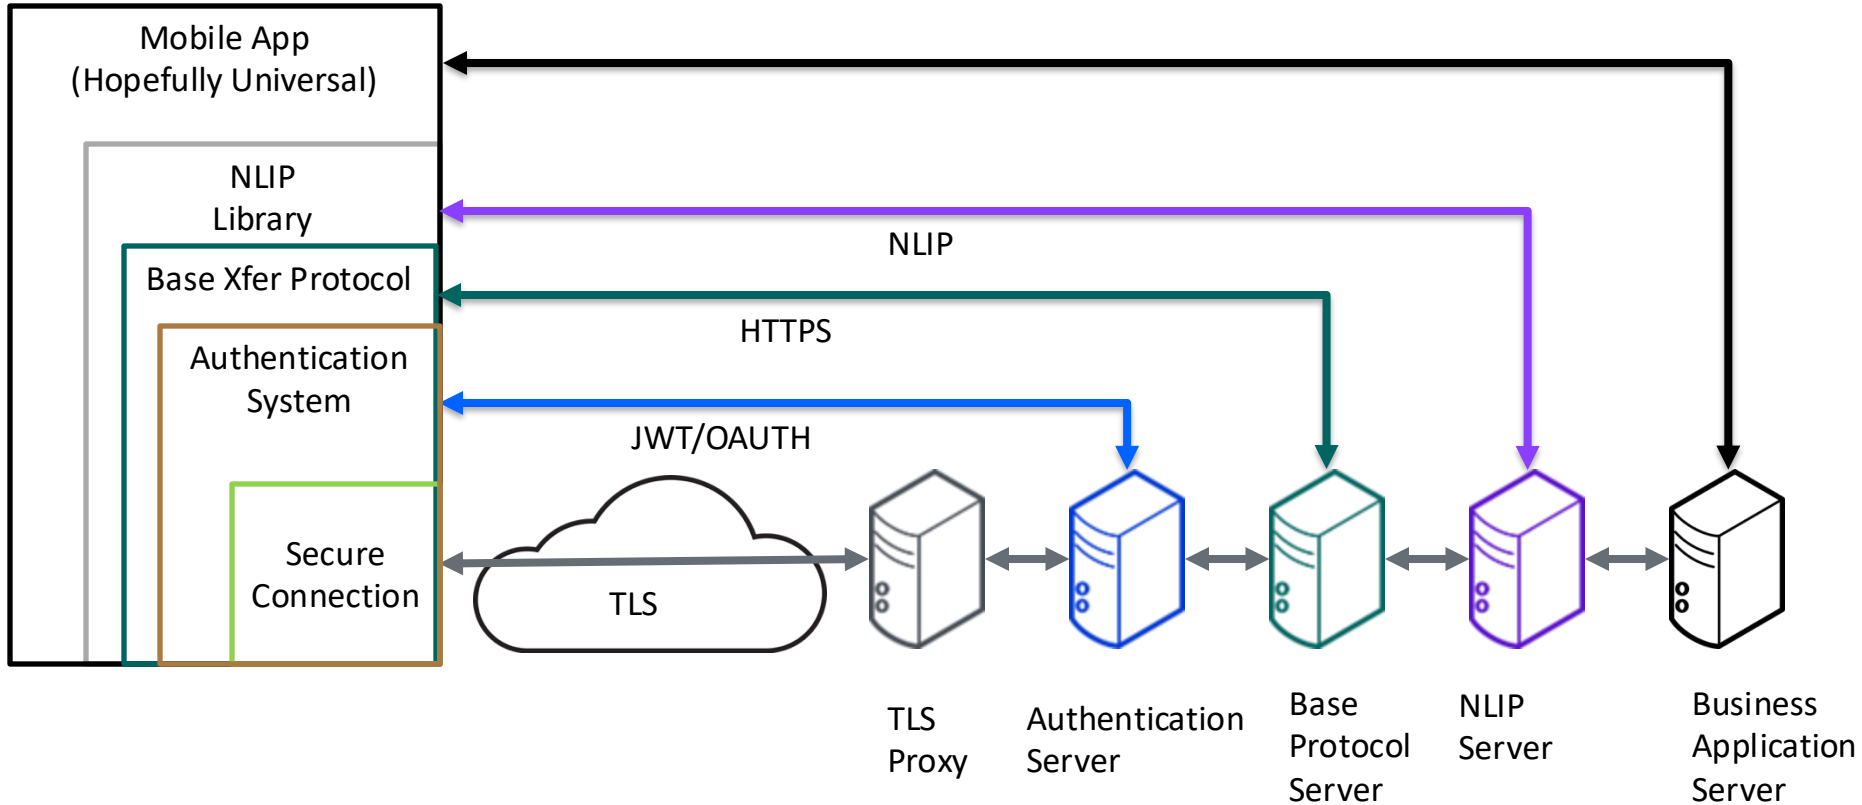 Mobile App
(Hopefully Universal)
NLIP
Library
NLIP
Base Xfer Protocol
HTTPS
Authentication
System
JWT/OAUTH
Secure
Connection
TLS
TLS
Proxy
Authentication
Server
Base
Protocol
Server
NLIP
Server
Business
Application
Server